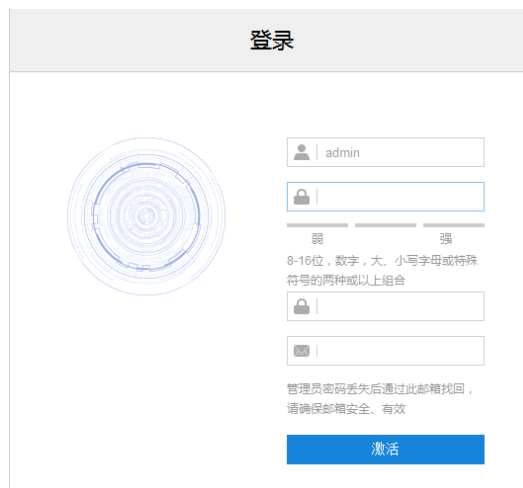 登录
admin
弱 强
8-16位，数字，大、小写字母或特殊
符号的两种或以上组合
管理员密码丢失后通过此邮箱找回，
请确保邮箱安全、有效
激活